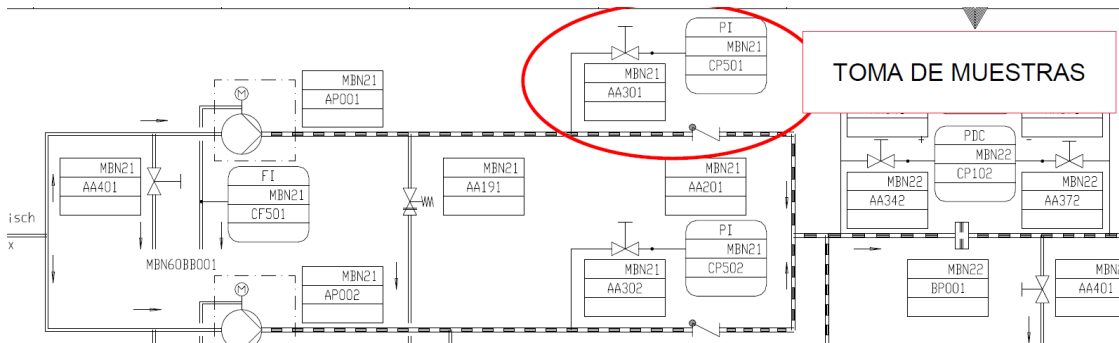 PI
MBN21
CP501
MBN21
AA301
TOMA DE MUESTRAS
M
MBN21
AP001
PDC
MBN22
CP102
+
-
MBN21
AA401
FI
MBN21
CF501
MBN21
AA191
MBN21
AA201
MBN22
AA342
MBN22
AA372
isch
x
PI
MBN21
CP502
MBN60BB001
MBN21
AA302
MBN22
BP001
MBN22
AA401
M
MBN21
AP002